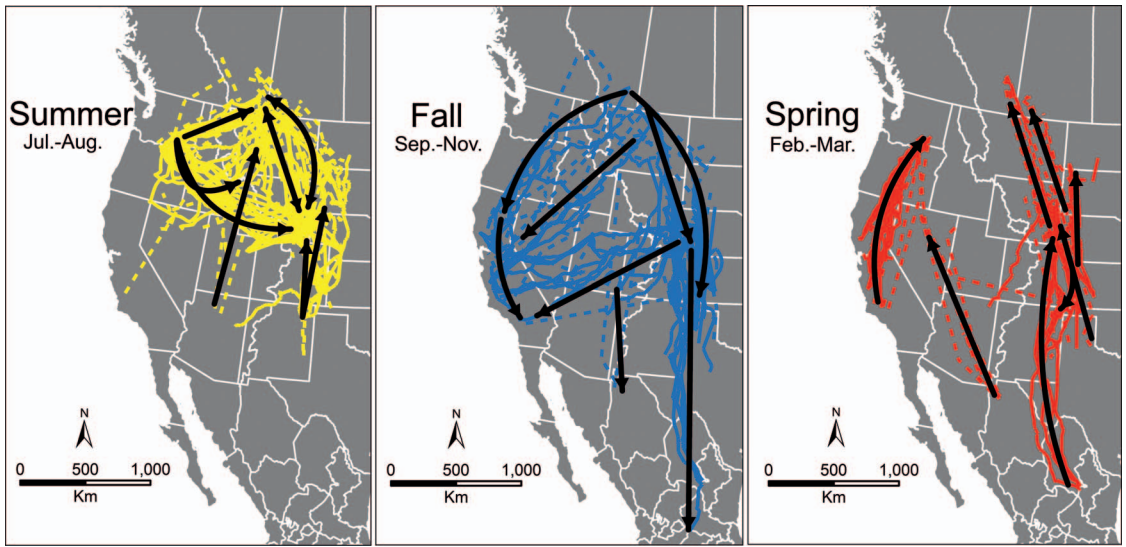 Summer
Jul.-Aug.
N
0 500 1,000
Km
Fall
Sep.-Nov.
N
0 500 1,000
Km
Spring
Feb.-Mar.
N
0 500 1,000
Km